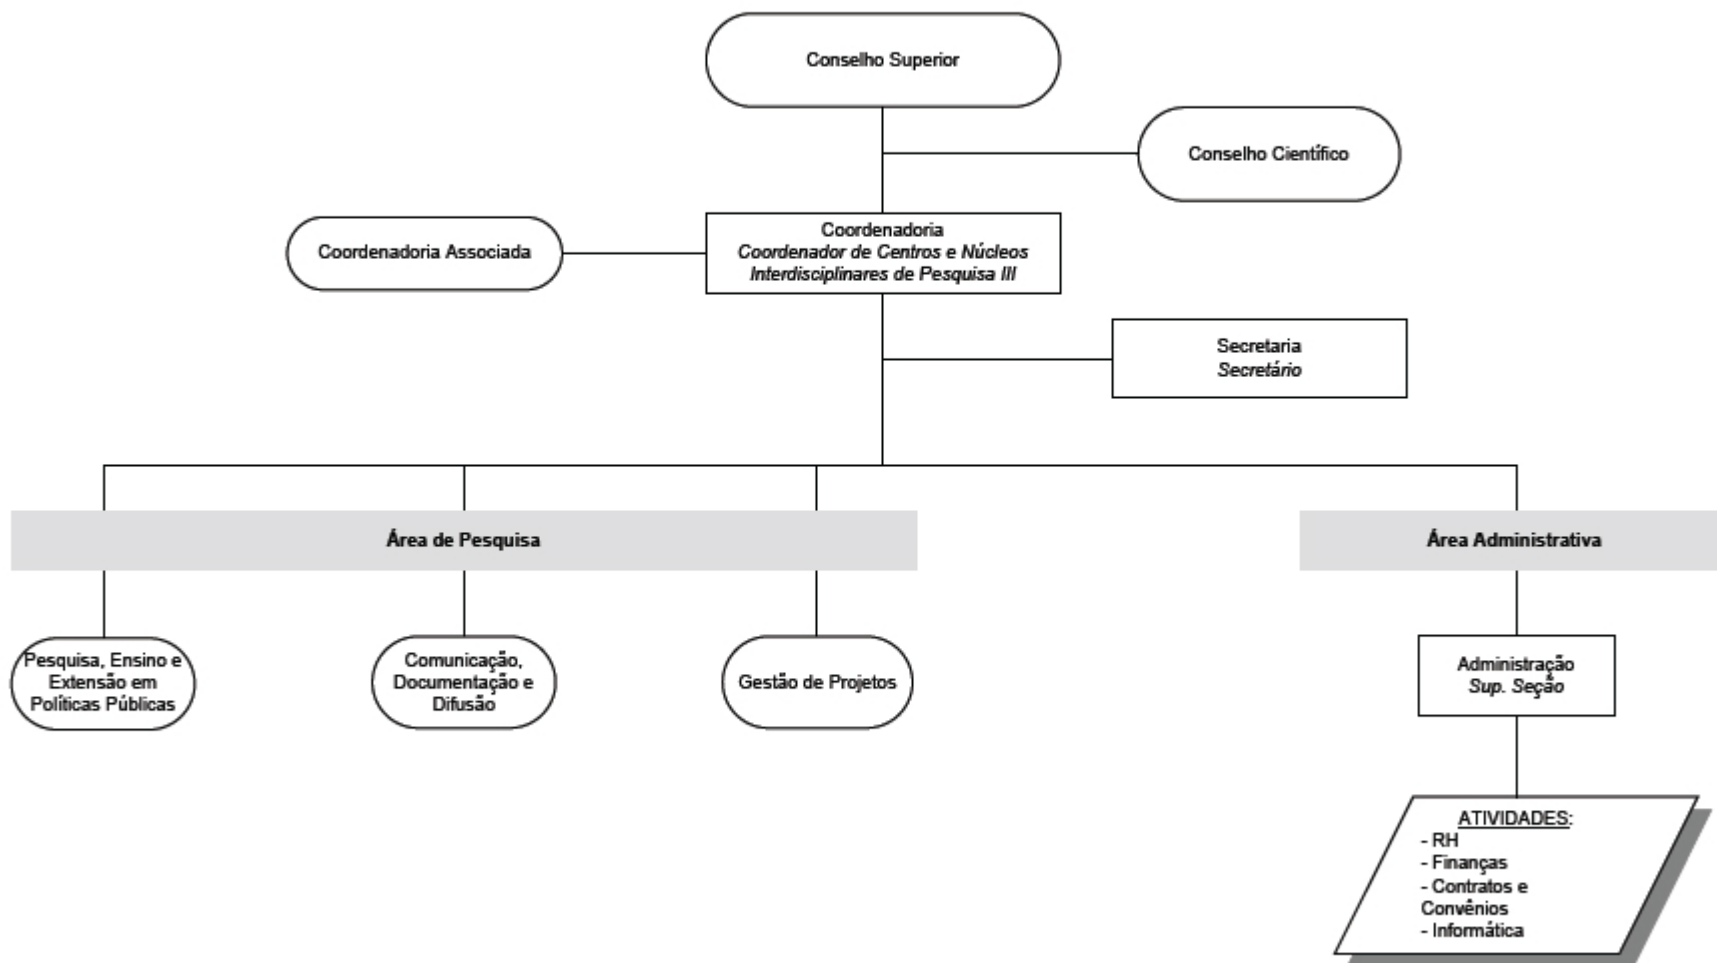 Conselho Superior
Conselho Científico
Coordenadoria Associada
Coordenadoria
Coordenador de Centros e Núcleos
Interdisciplinares de Pesquisa III
Secretaria
Secretário
Área de Pesquisa
Área Administrativa
Pesquisa, Ensino e
Extensão em
Políticas Públicas
Comunicação,
Documentação e
Difusão
Gestão de Projetos
Administração
Sup. Seção
ATIVIDADES:
- RH
- Finanças
- Contratos e
Convênios
- Informática